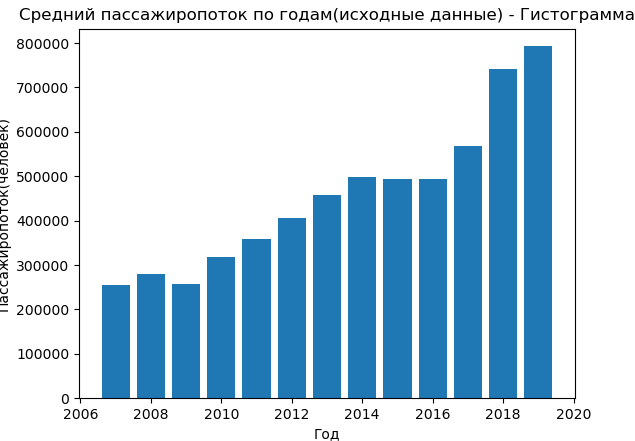 Средний пассажиропоток по годам(исходные данные) - Гистограмма
800000
700000
600000
500000
400000
300000
200000
100000
0
Пассажиропоток(человек)
2006 2008 2010 2012 2014 2016 2018 2020
Год